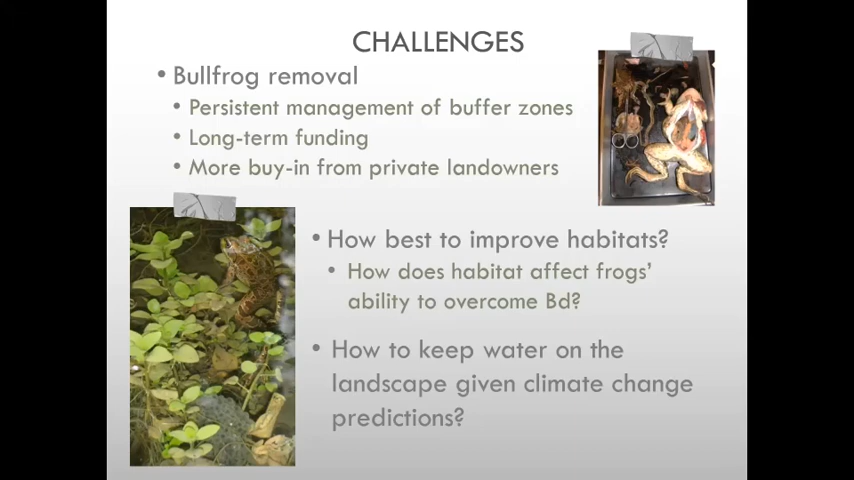 CHALLENGES
• Bullfrog removal
• Persistent management of buffer zones
• Long-term funding
• More buy-in from private landowners
• How best to improve habitats?
• How does habitat affect frogs'
ability to overcome Bd?
• How to keep water on the
landscape given climate change
predictions?